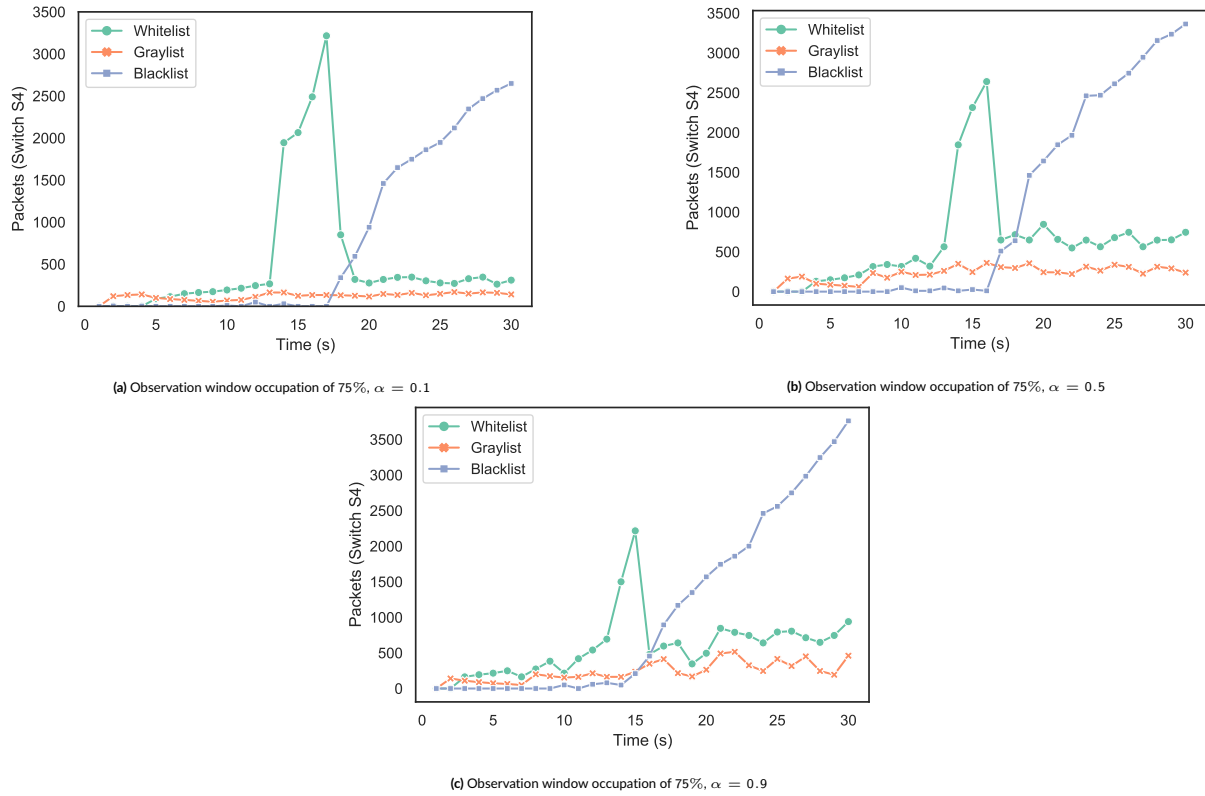 3500
3000
2500
2000
1500
1000
500
0
Packets (Switch S4)
Whitelist
Graylist
Blacklist
0 5 10 15 20 25 30
Time (s)
(a) Observation window occupation of 75%, α = 0.1
3500
3000
2500
2000
1500
1000
500
0
Packets (Switch S4)
Whitelist
Graylist
Blacklist
0 5 10 15 20 25 30
Time (s)
(b) Observation window occupation of 75%, α = 0.5
3500
3000
2500
2000
1500
1000
500
0
Packets (Switch S4)
Whitelist
Graylist
Blacklist
0 5 10 15 20 25 30
Time (s)
(c) Observation window occupation of 75%, α = 0.9